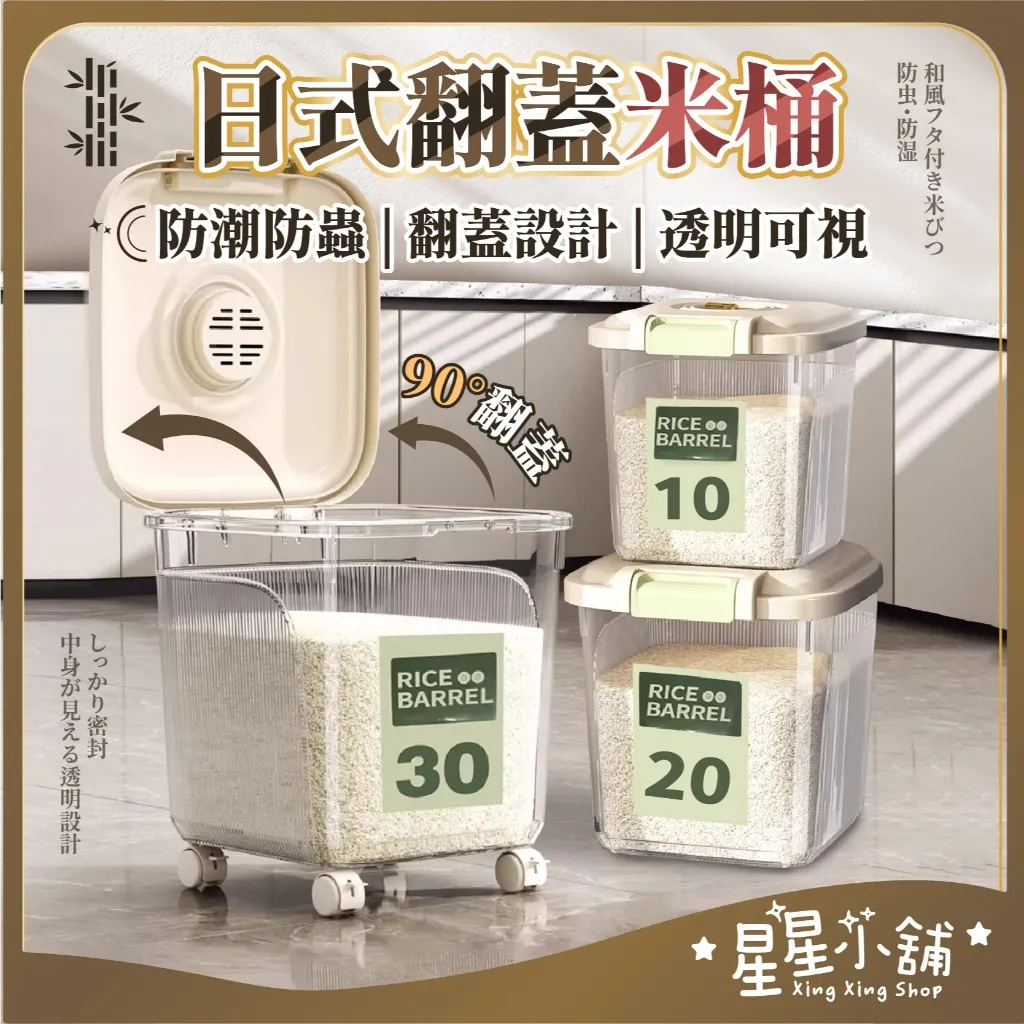 日式翻蓋米桶
和風フタ付き米びつ
防虫・防湿
防潮防蟲｜翻蓋設計｜透明可視
90°翻蓋
RICE
BARREL
10
RICE
BARREL
30
RICE
BARREL
20
しっかり密封
中身が見える透明設計
星星小舖
Xing Xing Shop